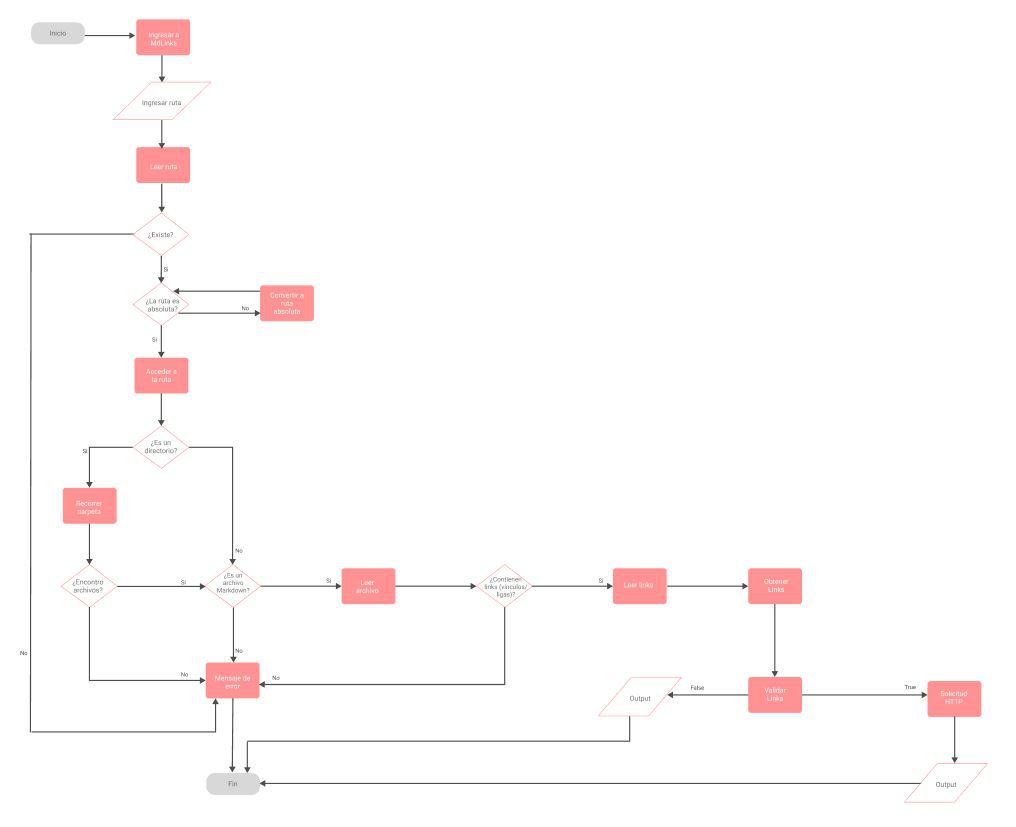 Inicio
Ingresar a
MdLinks
Ingresar ruta
Leer ruta
¿Existe?
Si
¿La ruta es
absoluta?
No
Convertir a
ruta
absoluta
Si
Acceder a
la ruta
¿Es un
directorio?
Si
Recorrer
carpeta
No
¿Encontro
archivos?
Si
¿Es un
archivo
Markdown?
Si
Leer
archivo
¿Contienen
links (vínculos/
ligas)?
Si
Leer links
Obtener
Links
No
No
No
Mensaje de
error
No
Output
False
Validar
Links
True
Solicitud
HTTP
Fin
Output